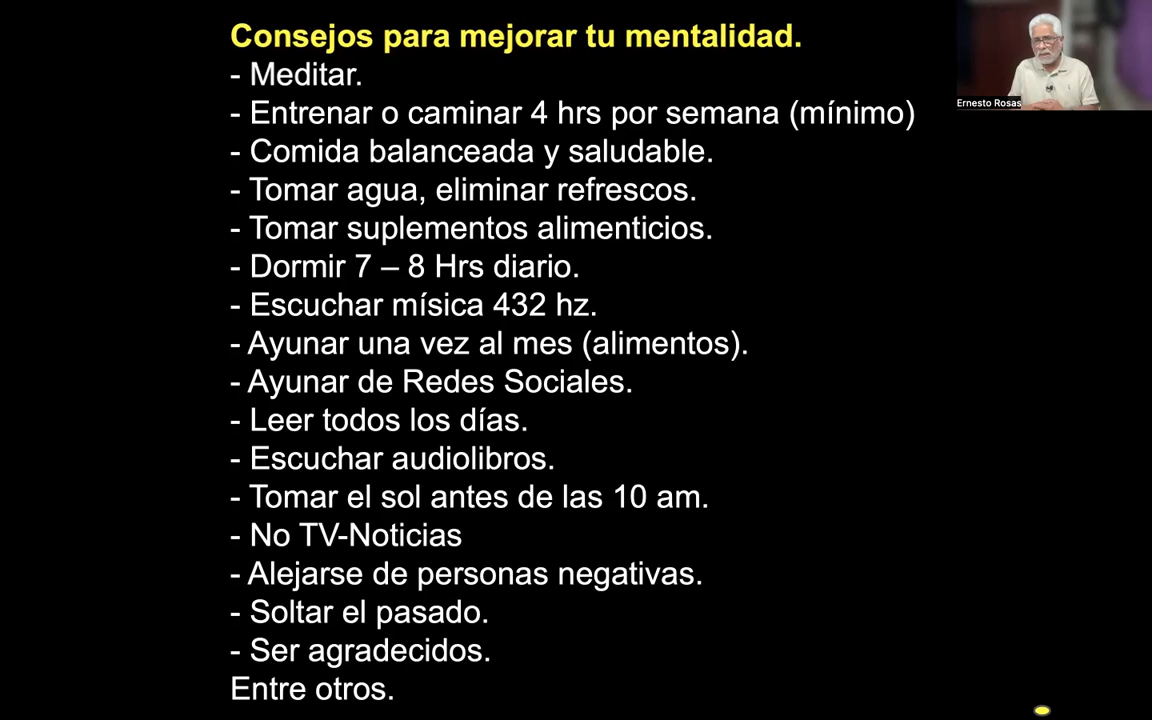 Consejos para mejorar tu mentalidad.
- Meditar.
- Entrenar o caminar 4 hrs por semana (mínimo)
- Comida balanceada y saludable.
- Tomar agua, eliminar refrescos.
- Tomar suplementos alimenticios.
- Dormir 7 – 8 Hrs diario.
- Escuchar mísica 432 hz.
- Ayunar una vez al mes (alimentos).
- Ayunar de Redes Sociales.
- Leer todos los días.
- Escuchar audiolibros.
- Tomar el sol antes de las 10 am.
- No TV-Noticias
- Alejarse de personas negativas.
- Soltar el pasado.
- Ser agradecidos.
Entre otros.
Ernesto Rosas